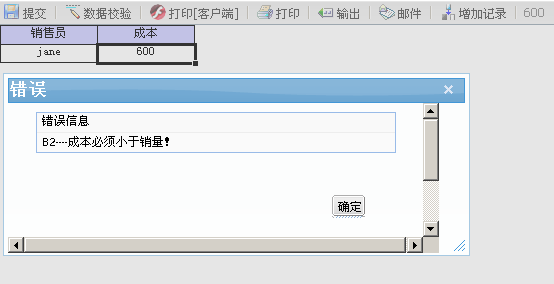 提交 数据校验 打印[客户端] 打印 输出 邮件 增加记录 600
销售员 成本
jane 600
错误
错误信息
B2----成本必须小于销量!
确定